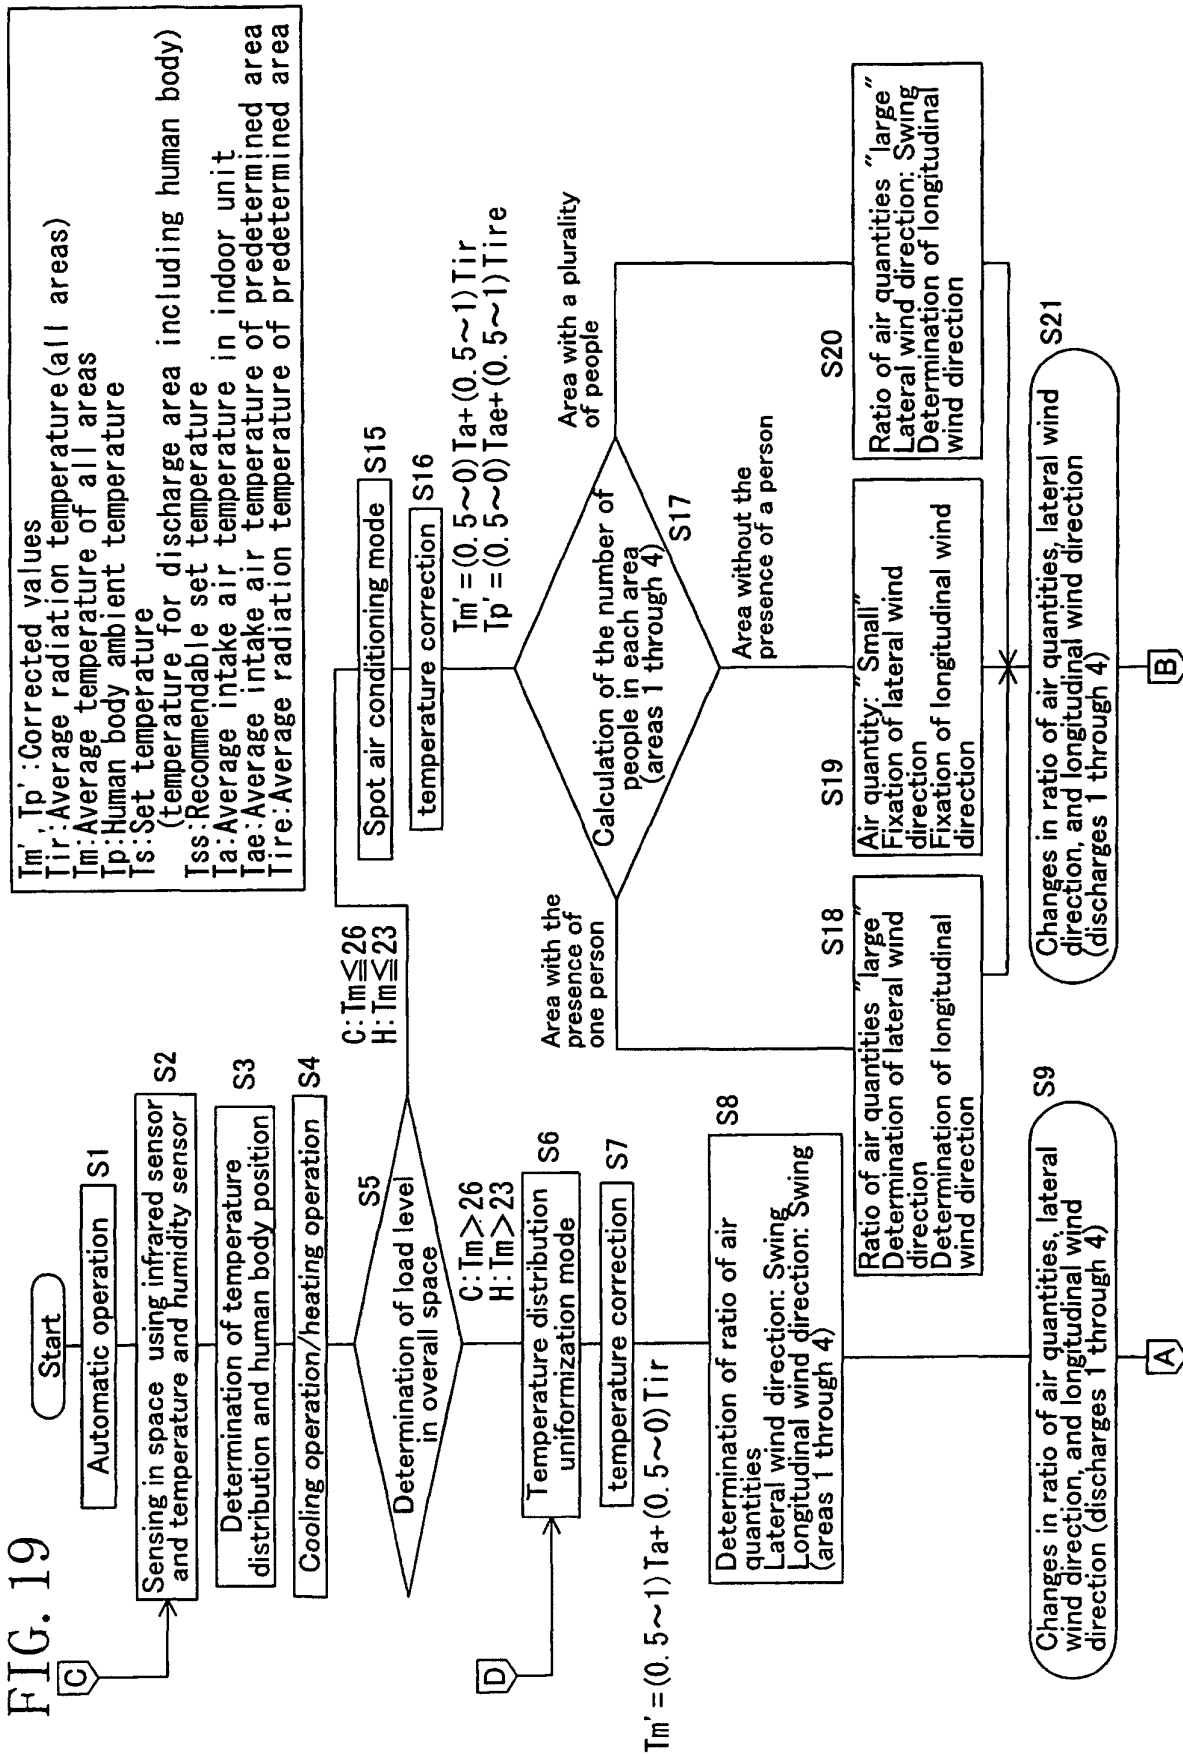 FIG. 19
Tm', Tp':Corrected values
Tir:Average radiation temperature(all areas)
Tm:Average temperature of all areas
Tp:Human body ambient temperature
Ts:Set temperature
(temperature for discharge area including human body)
Tss:Recommendable set temperature
Ta:Average intake air temperature in indoor unit
Tae:Average intake air temperature of predetermined area
Tire:Average radiation temperature of predetermined area
Start
Automatic operation
S1
C
Sensing in space using infrared sensor
and temperature and humidity sensor
S2
Determination of temperature
distribution and human body position
S3
Cooling operation/heating operation
S4
Determination of load level
in overall space
S5
C:Tm≦26
H:Tm≦23
C:Tm>26
H:Tm>23
D
Temperature distribution
uniformization mode
S6
temperature correction
S7
Tm'=(0.5~1)Ta+(0.5~0)Tir
Determination of ratio of air
quantities
Lateral wind direction: Swing
Longitudinal wind direction: Swing
(areas 1 through 4)
S8
Changes in ratio of air quantities, lateral
wind direction, and longitudinal wind
direction (discharges 1 through 4)
S9
A
Spot air conditioning mode
S15
temperature correction
S16
Tm'=(0.5~0)Ta+(0.5~1)Tir
Tp'=(0.5~0)Tae+(0.5~1)Tire
Calculation of the number of
people in each area
(areas 1 through 4)
S17
Area with the
presence of
one person
Area without the
presence of a person
Area with a plurality
of people
S18
Ratio of air quantities "large"
Determination of lateral wind
direction
Determination of longitudinal
wind direction
S19
Air quantity: "Small"
Fixation of lateral wind
direction
Fixation of longitudinal wind
direction
S20
Ratio of air quantities "large"
Lateral wind direction: Swing
Determination of longitudinal
wind direction
Changes in ratio of air quantities, lateral wind
direction, and longitudinal wind direction
(discharges 1 through 4)
S21
B